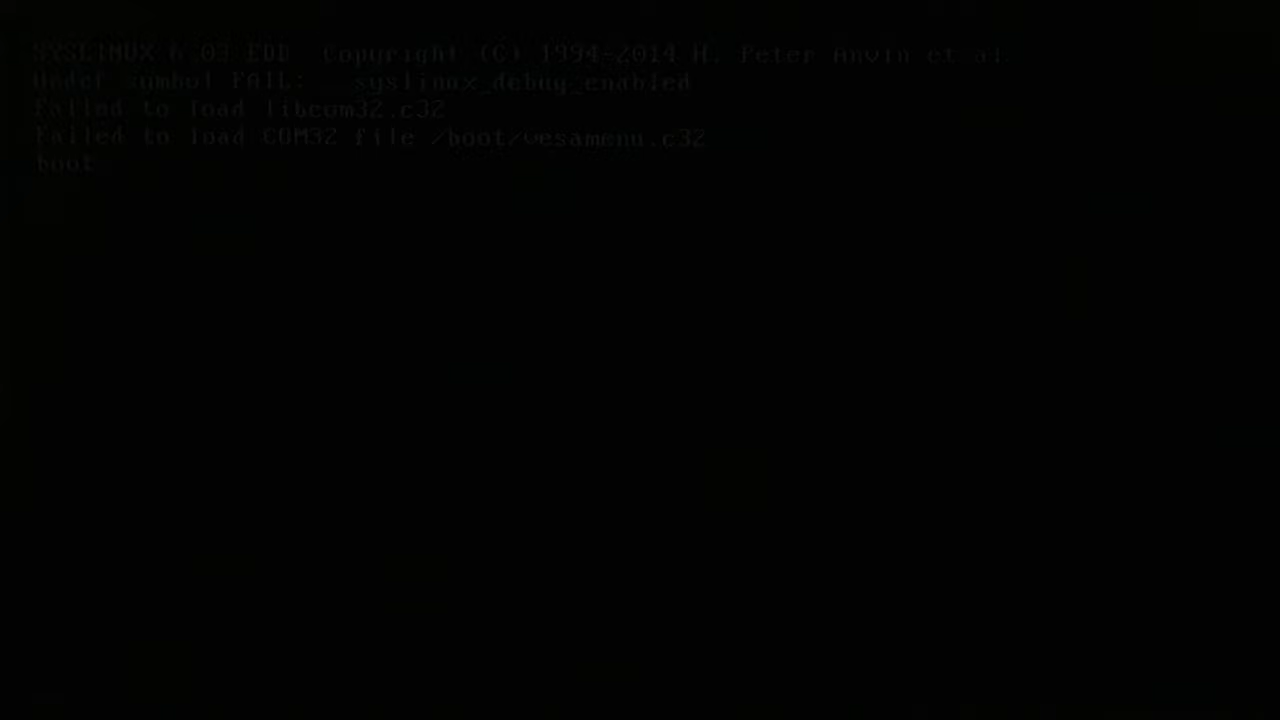 SYSLINUX 6.03 EDD Copyright (C) 1994-2014 H. Peter Anvin et al
Undef symbol FAIL: __syslinux_debug_enabled
Failed to load libcom32.c32
Failed to load COM32 file /boot/vesamenu.c32
boot